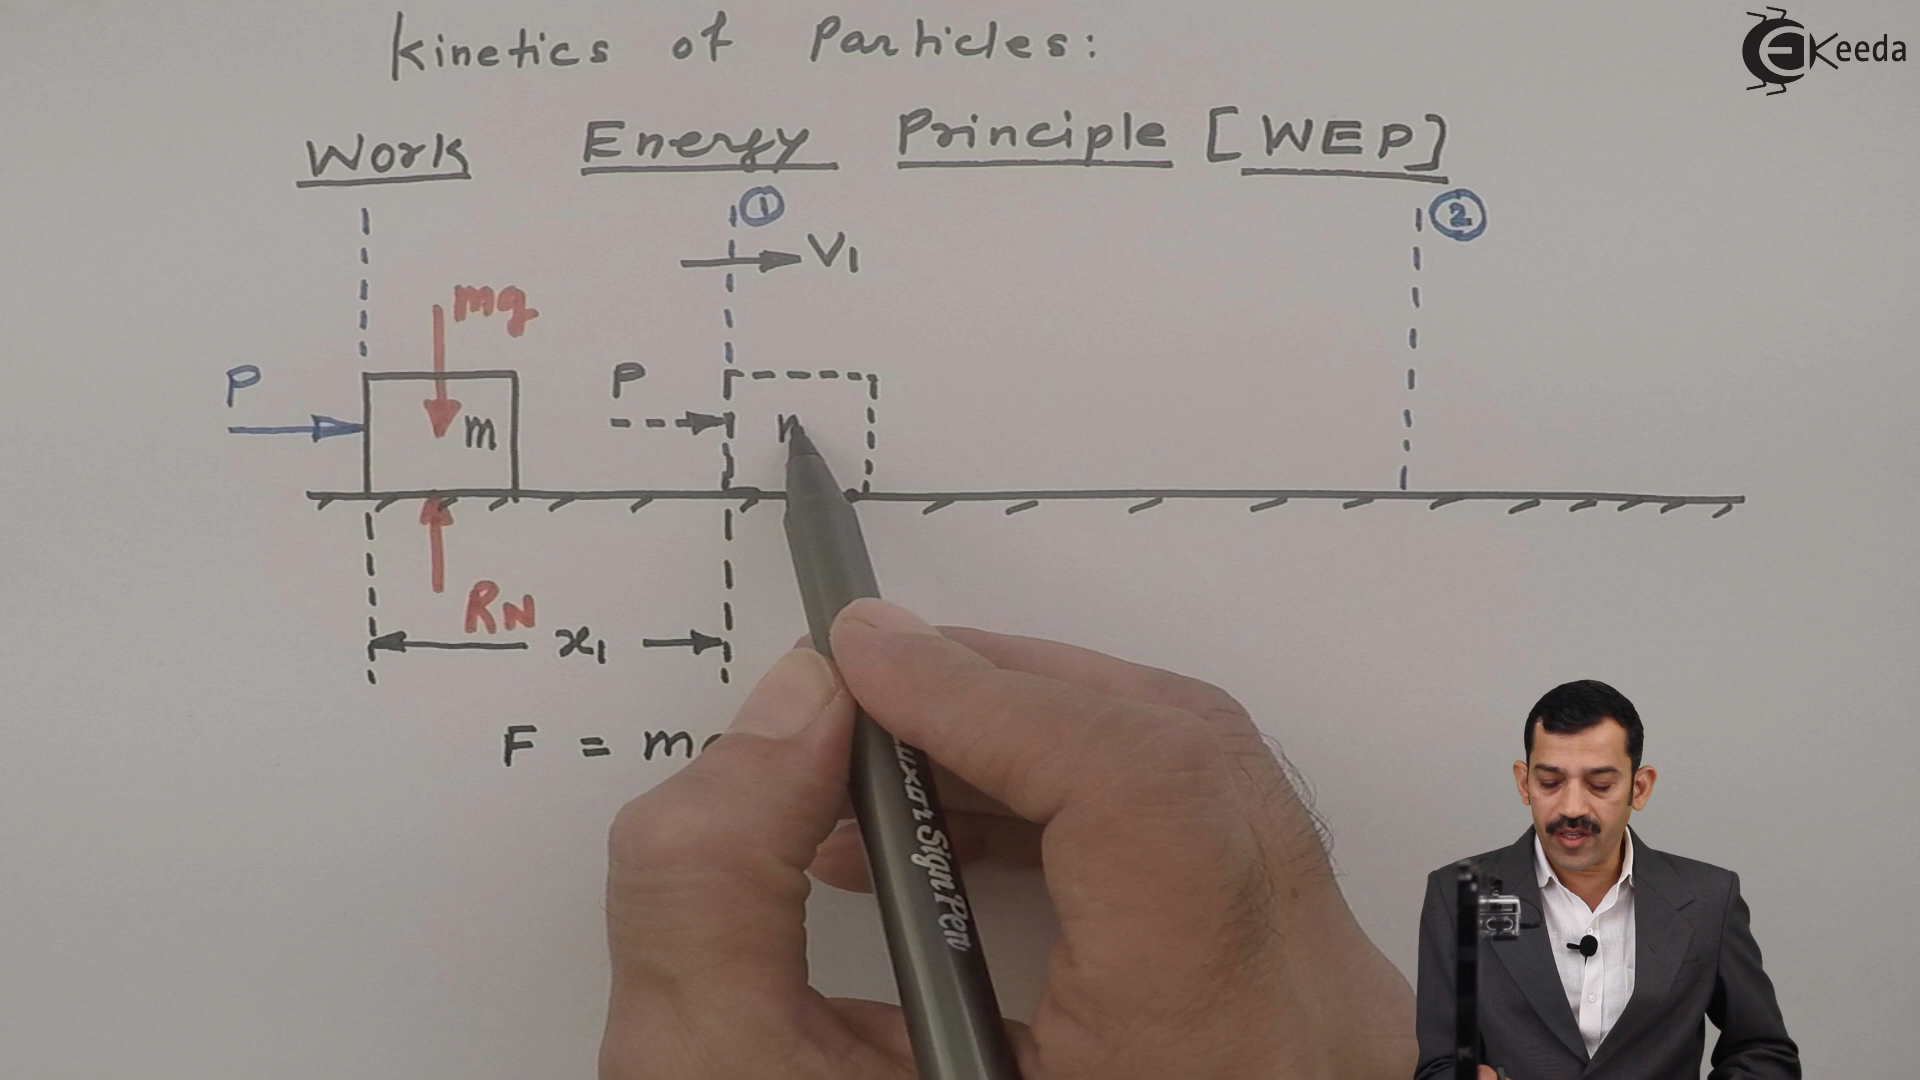 Kinetics of Particles:
Keeda
Work Energy Principle [WEP]
1
2
V1
mg
P
P
m
RN
x1
F = m
Luxor Sign Pen